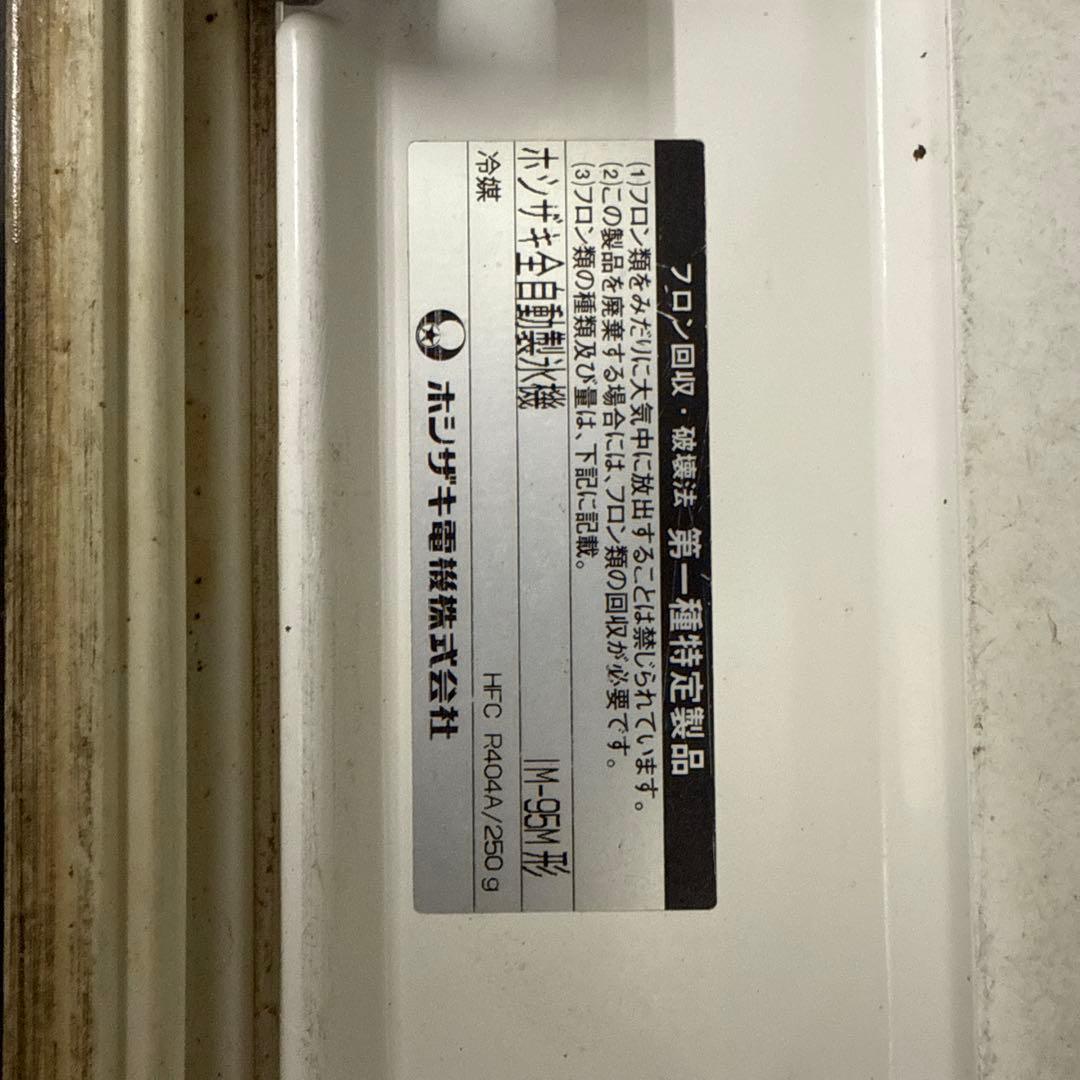 フロン回収・破壊法 第一種特定製品
(1)フロン類をみだりに大気中に放出することは禁じられています。
(2)この製品を廃棄する場合には、フロン類の回収が必要です。
(3)フロン類の種類及び量は、下記に記載。
ホシザキ全自動製氷機 IM-95M形
冷媒 HFC R404A/250g
ホシザキ電機株式会社